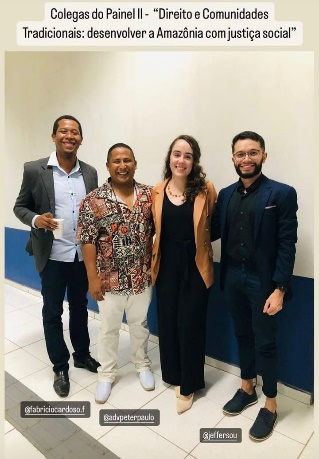 Colegas do Painel II - “Direito e Comunidades
Tradicionais: desenvolver a Amazônia com justiça social”
@fabriciocardoso.f
@advpeterpaulo
@jeffersou